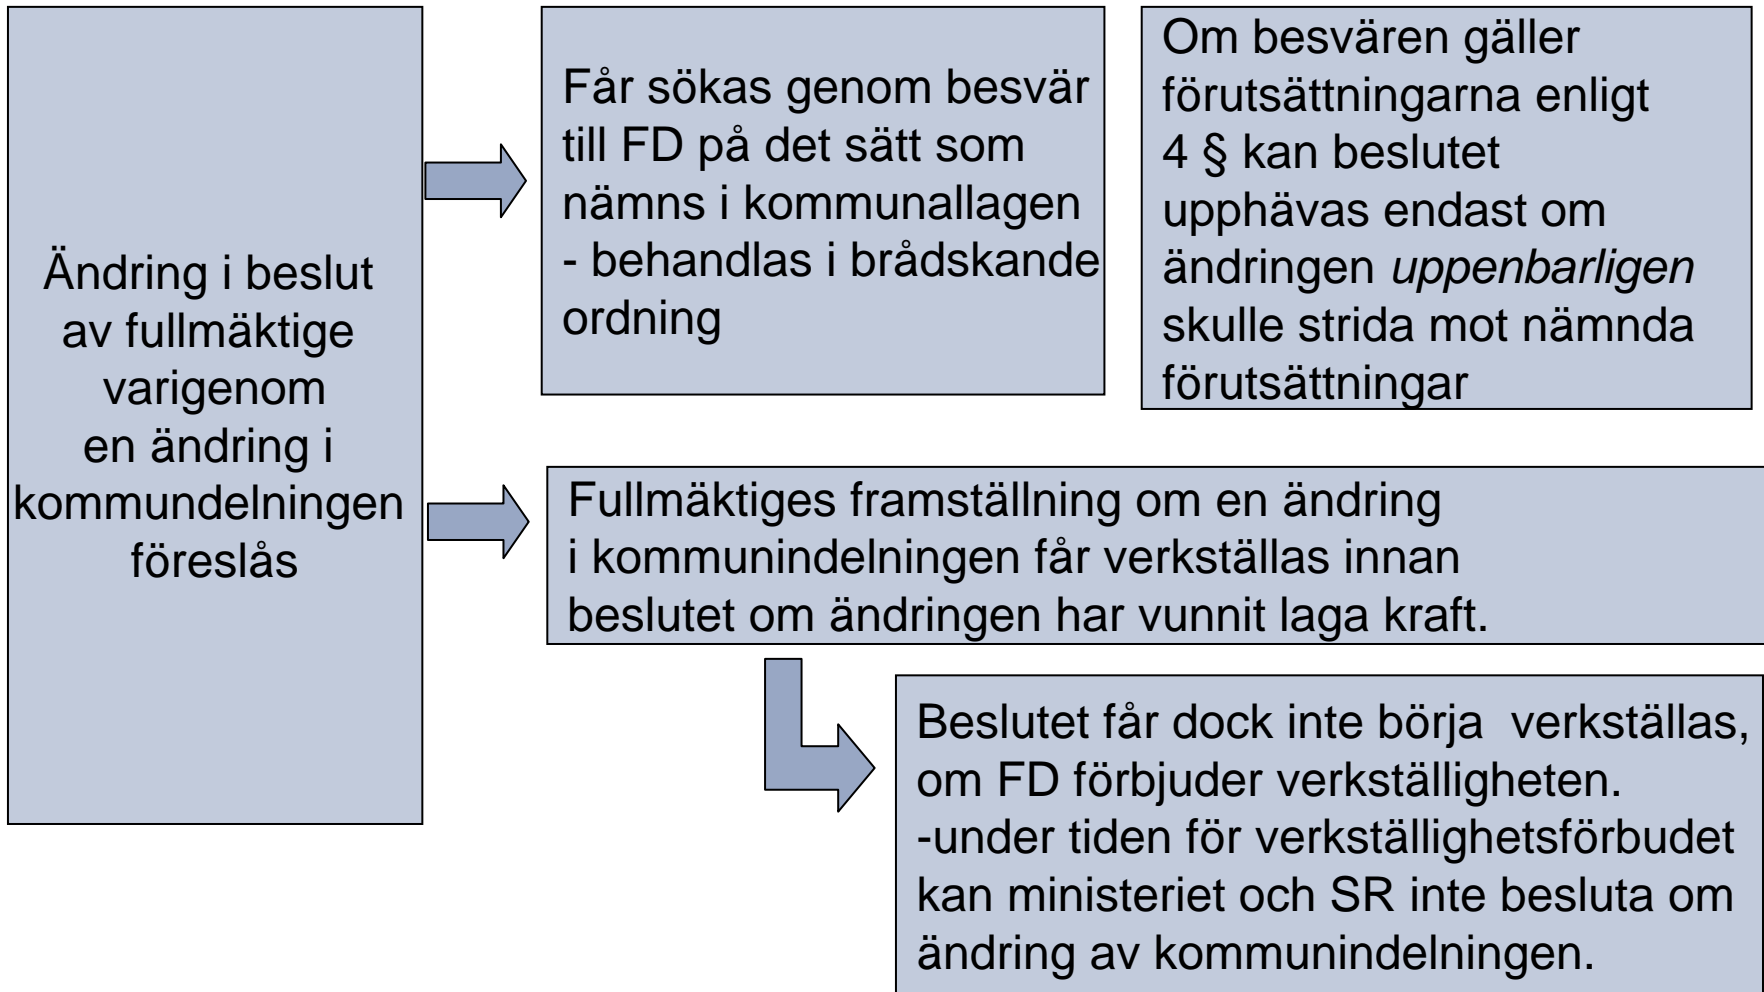 Ändring i beslut
av fullmäktige
varigenom
en ändring i
kommundelningen
föreslås
Får sökas genom besvär
till FD på det sätt som
nämns i kommunallagen
- behandlas i brådskande
ordning
Om besvären gäller
förutsättningarna enligt
4 § kan beslutet
upphävas endast om
ändringen uppenbarligen
skulle strida mot nämnda
förutsättningar
Fullmäktiges framställning om en ändring
i kommunindelningen får verkställas innan
beslutet om ändringen har vunnit laga kraft.
Beslutet får dock inte börja verkställas,
om FD förbjuder verkställigheten.
-under tiden för verkställighetsförbudet
kan ministeriet och SR inte besluta om
ändring av kommunindelningen.